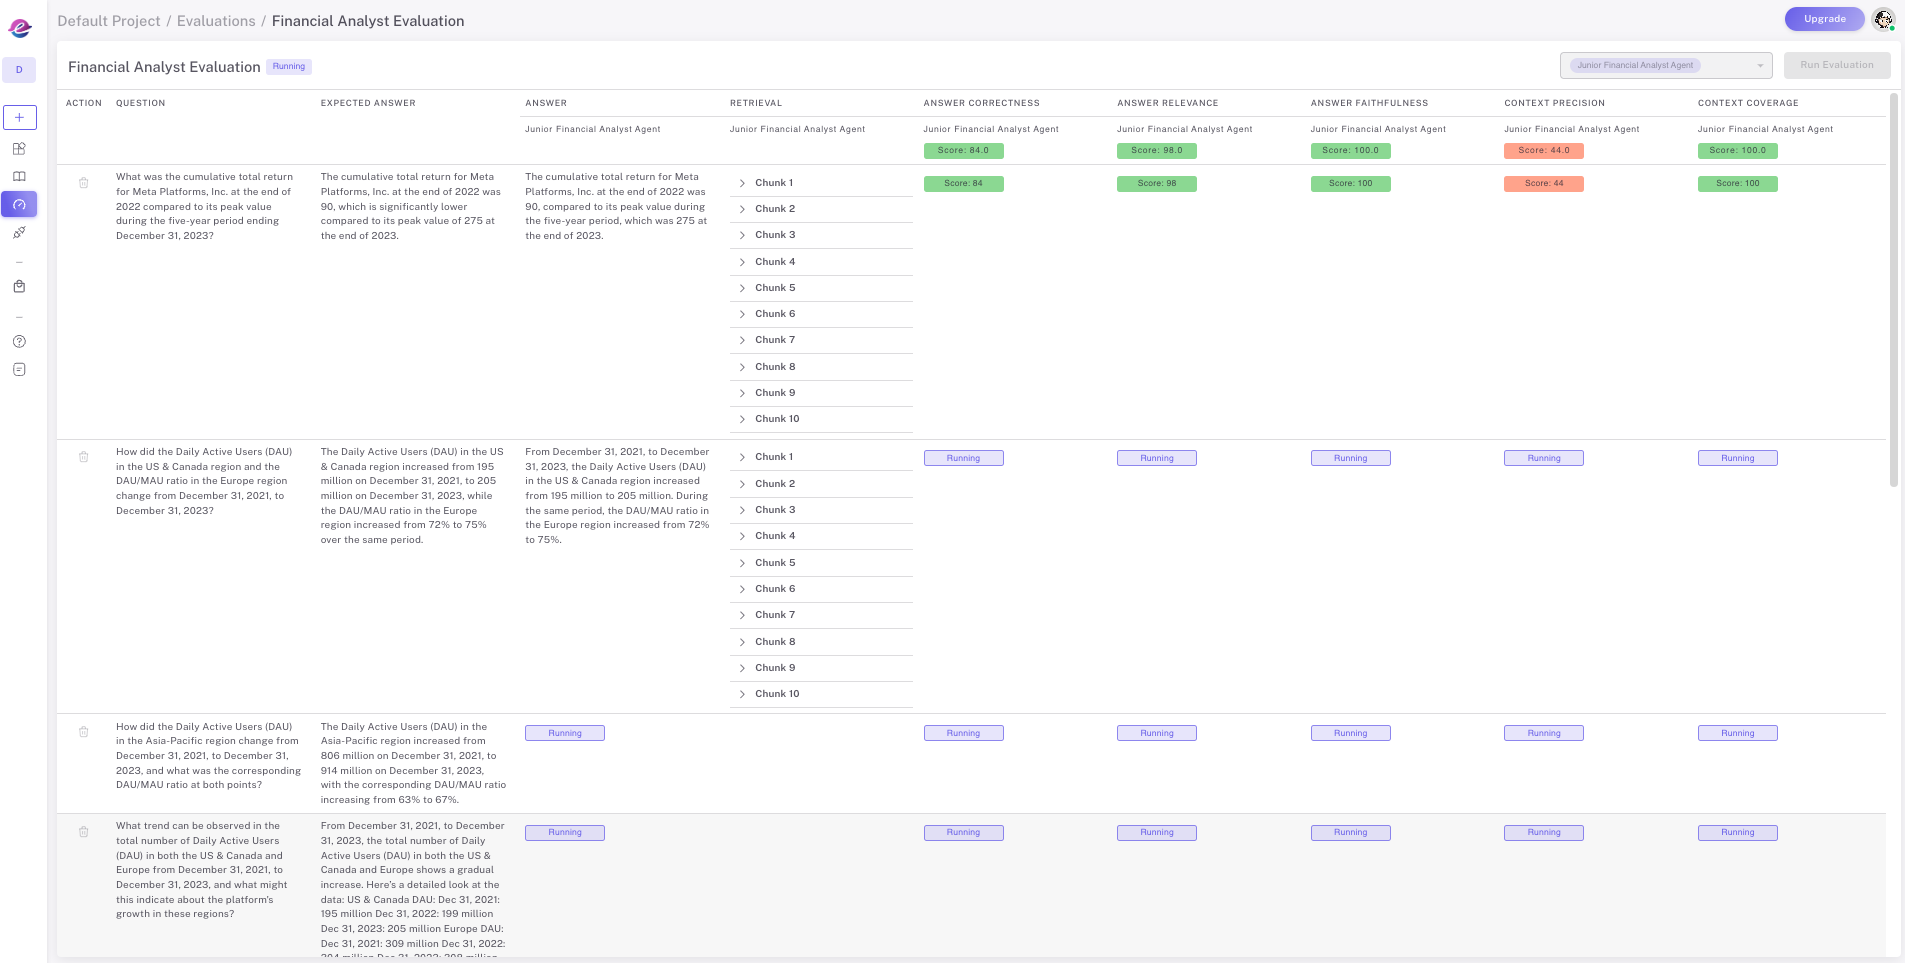 Default Project / Evaluations / Financial Analyst Evaluation
Upgrade
D
Financial Analyst Evaluation Running
Junior Financial Analyst Agent
Run Evaluation
ACTION QUESTION EXPECTED ANSWER ANSWER RETRIEVAL ANSWER CORRECTNESS ANSWER RELEVANCE ANSWER FAITHFULNESS CONTEXT PRECISION CONTEXT COVERAGE
Junior Financial Analyst Agent Junior Financial Analyst Agent Junior Financial Analyst Agent Junior Financial Analyst Agent Junior Financial Analyst Agent Junior Financial Analyst Agent Junior Financial Analyst Agent
Score: 84.0 Score: 98.0 Score: 100.0 Score: 44.0 Score: 100.0
What was the cumulative total return
for Meta Platforms, Inc. at the end of
2022 compared to its peak value
during the five-year period ending
December 31, 2023?
The cumulative total return for Meta
Platforms, Inc. at the end of 2022 was
90, which is significantly lower
compared to its peak value of 275 at
the end of 2023.
The cumulative total return for Meta
Platforms, Inc. at the end of 2022 was
90, compared to its peak value during
the five-year period, which was 275 at
the end of 2023.
Chunk 1
Chunk 2
Chunk 3
Chunk 4
Chunk 5
Chunk 6
Chunk 7
Chunk 8
Chunk 9
Chunk 10
Score: 84 Score: 98 Score: 100 Score: 44 Score: 100
How did the Daily Active Users (DAU)
in the US & Canada region and the
DAU/MAU ratio in the Europe region
change from December 31, 2021, to
December 31, 2023?
The Daily Active Users (DAU) in the US
& Canada region increased from 195
million on December 31, 2021, to 205
million on December 31, 2023, while
the DAU/MAU ratio in the Europe
region increased from 72% to 75%
over the same period.
From December 31, 2021, to December
31, 2023, the Daily Active Users (DAU)
in the US & Canada region increased
from 195 million to 205 million. During
the same period, the DAU/MAU ratio in
the Europe region increased from 72%
to 75%.
Chunk 1
Chunk 2
Chunk 3
Chunk 4
Chunk 5
Chunk 6
Chunk 7
Chunk 8
Chunk 9
Chunk 10
Running Running Running Running Running
How did the Daily Active Users (DAU)
in the Asia-Pacific region change from
December 31, 2021, to December 31,
2023, and what was the corresponding
DAU/MAU ratio at both points?
The Daily Active Users (DAU) in the
Asia-Pacific region increased from
806 million on December 31, 2021, to
914 million on December 31, 2023,
with the corresponding DAU/MAU ratio
increasing from 63% to 67%.
Running Running Running Running Running Running
What trend can be observed in the
total number of Daily Active Users
(DAU) in both the US & Canada and
Europe from December 31, 2021, to
December 31, 2023, and what might
this indicate about the platform's
growth in these regions?
From December 31, 2021, to December
31, 2023, the total number of Daily
Active Users (DAU) in both the US &
Canada and Europe shows a gradual
increase. Here's a detailed look at the
data: US & Canada DAU: Dec 31, 2021:
195 million Dec 31, 2022: 199 million
Dec 31, 2023: 205 million Europe DAU:
Dec 31, 2021: 309 million Dec 31, 2022:
Running Running Running Running Running Running